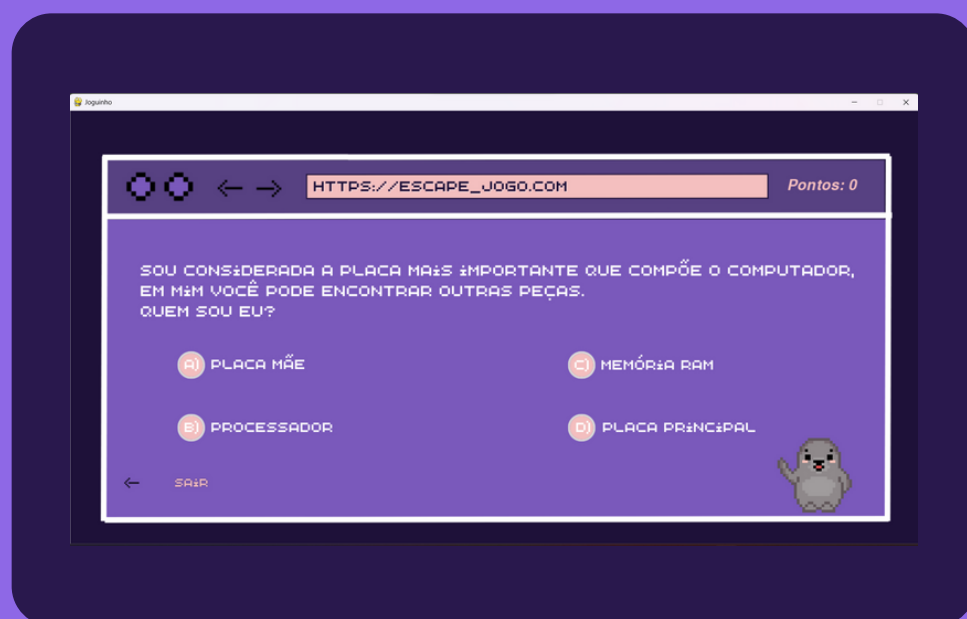 Joguinho
HTTPS://ESCAPE_JOGO.COM
Pontos: 0
SOU CONSiDERADA A PLACA MAiS iMPORTANTE QUE COMPÕE O COMPUTADOR,
EM MiM VOCÊ PODE ENCONTRAR OUTRAS PEÇAS.
QUEM SOU EU?
A) PLACA MÃE
B) PROCESSADOR
C) MEMÓRiA RAM
D) PLACA PRiNCiPAL
SAiR